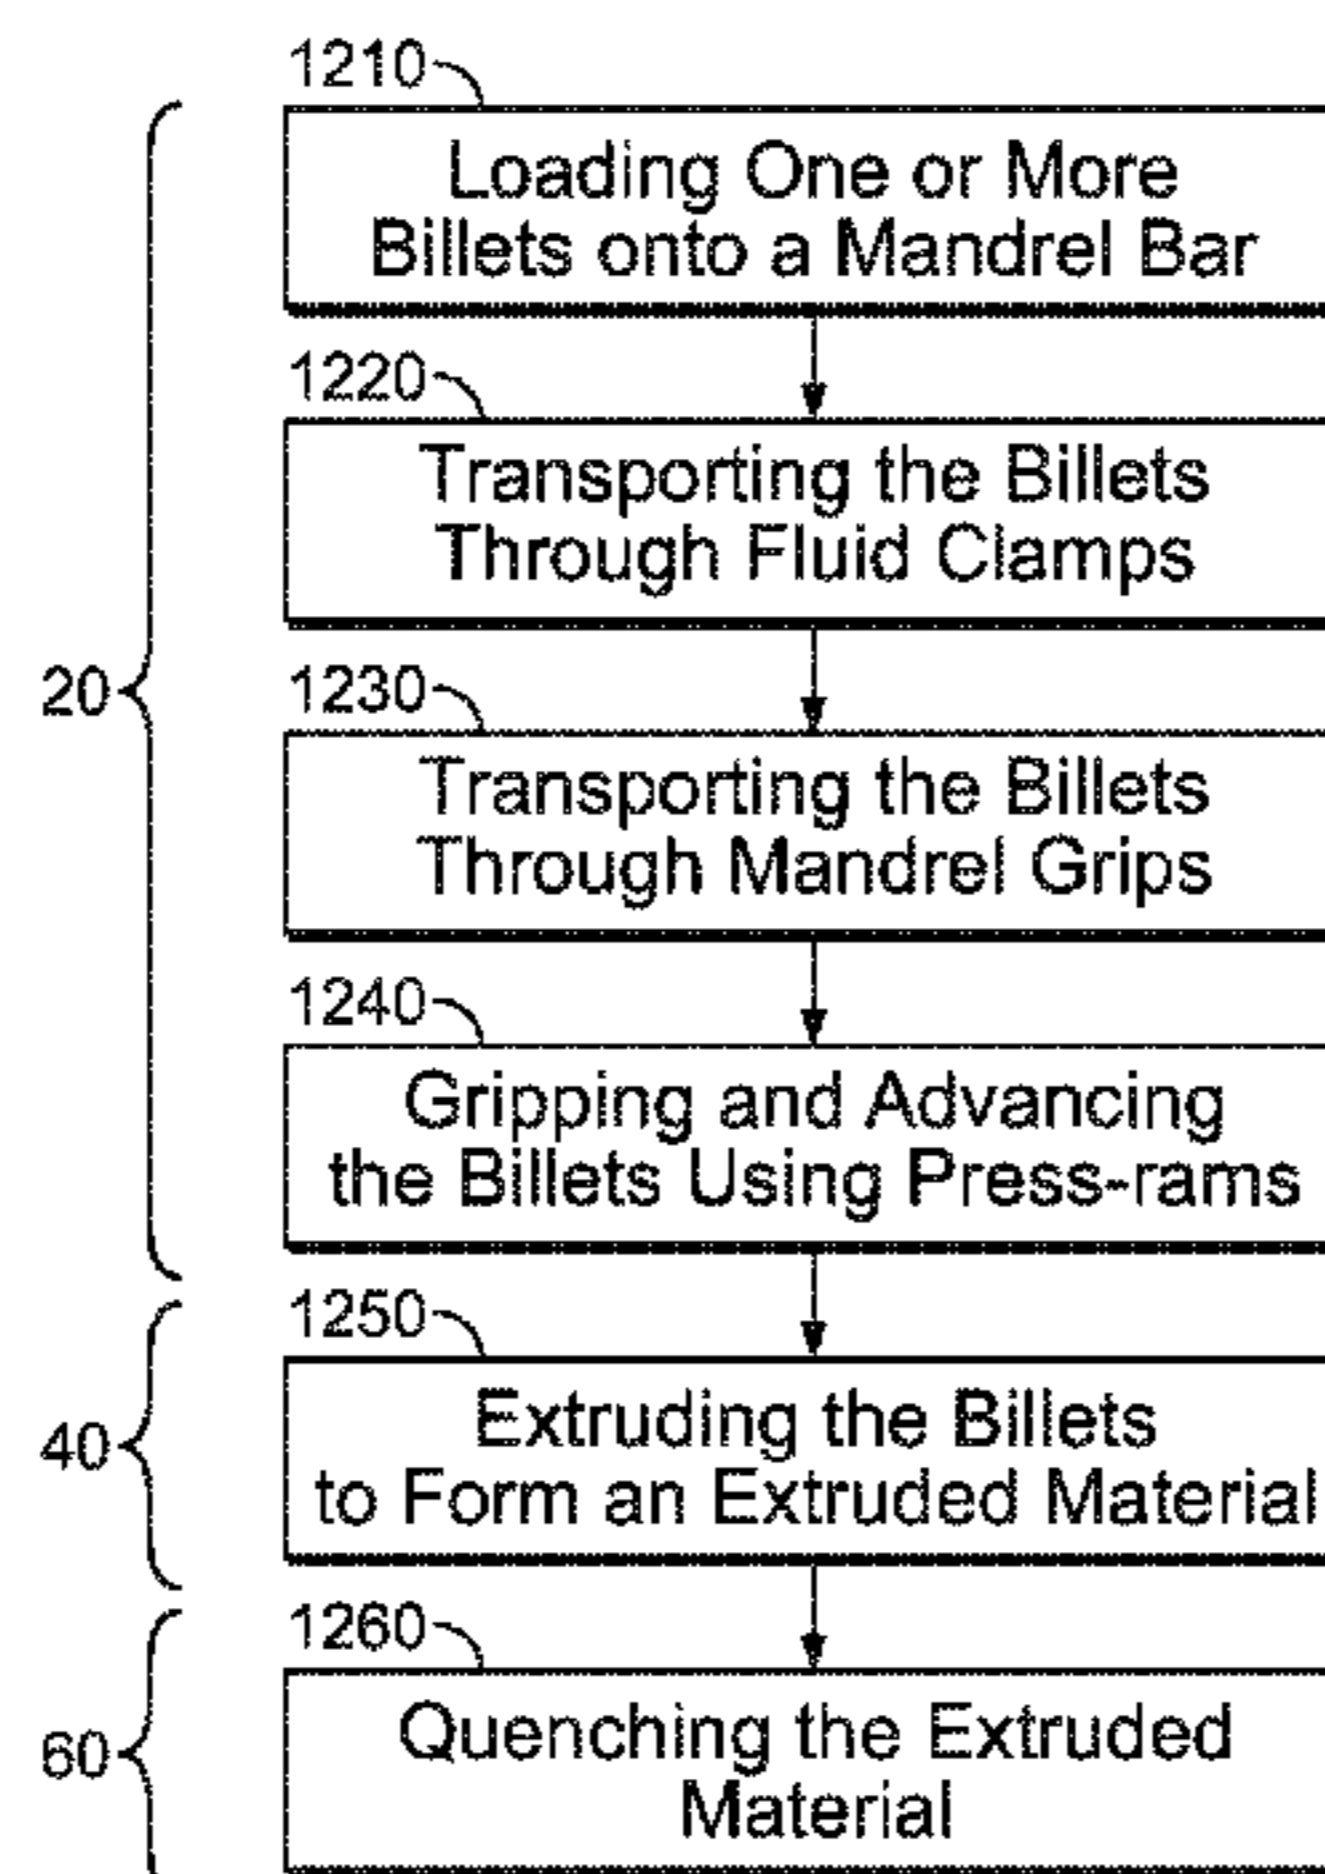 1210
Loading One or More
Billets onto a Mandrel Bar
1220
Transporting the Billets
Through Fluid Clamps
20
1230
Transporting the Billets
Through Mandrel Grips
1240
Gripping and Advancing
the Billets Using Press-rams
1250
Extruding the Billets
to Form an Extruded Material
40
1260
Quenching the Extruded
Material
60